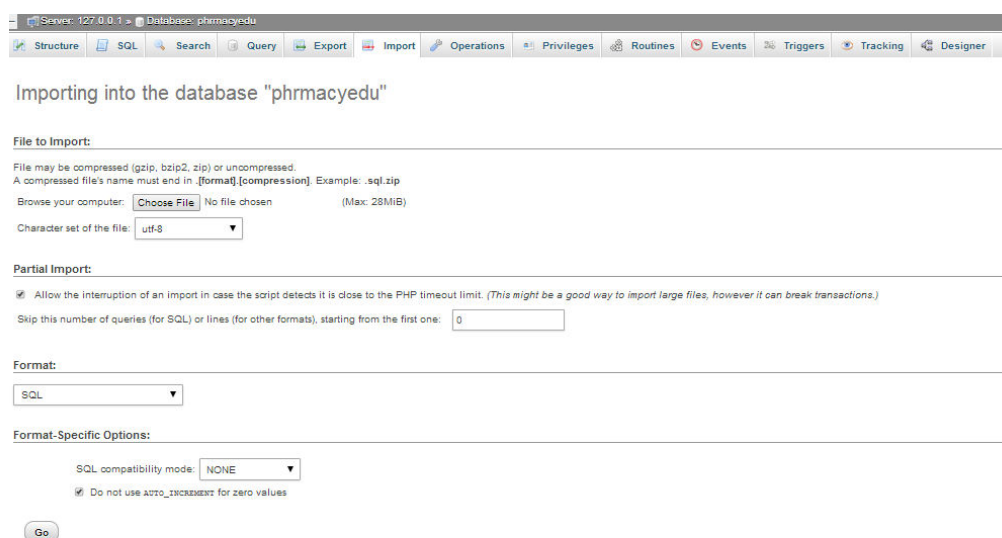 Server: 127.0.0.1 » Database: phrmacyedu
Structure SQL Search Query Export Import Operations Privileges Routines Events Triggers Tracking Designer
Importing into the database "phrmacyedu"
File to Import:
File may be compressed (gzip, bzip2, zip) or uncompressed.
A compressed file's name must end in .[format].[compression]. Example: .sql.zip
Browse your computer: Choose File No file chosen (Max: 28MiB)
Character set of the file: utf-8
Partial Import:
Allow the interruption of an import in case the script detects it is close to the PHP timeout limit. (This might be a good way to import large files, however it can break transactions.)
Skip this number of queries (for SQL) or lines (for other formats), starting from the first one: 0
Format:
SQL
Format-Specific Options:
SQL compatibility mode: NONE
Do not use AUTO_INCREMENT for zero values
Go